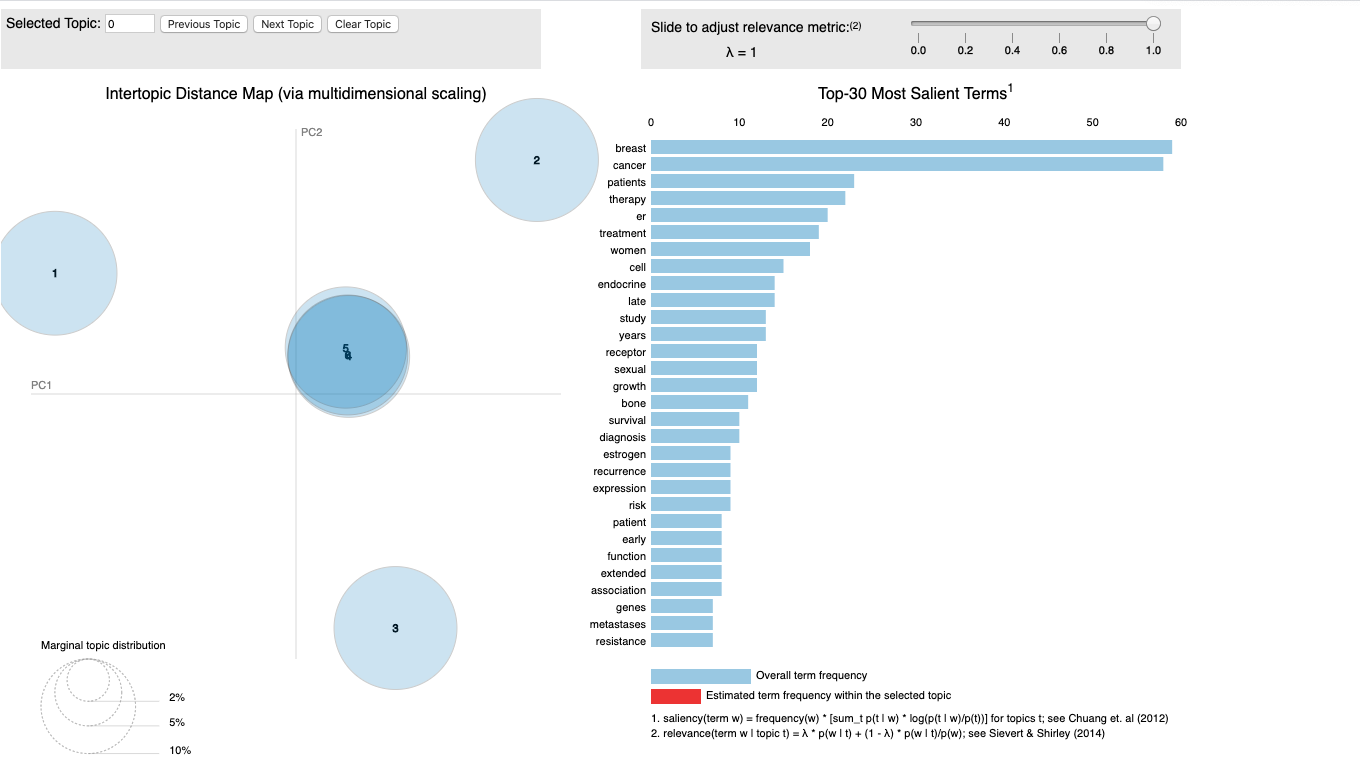 Selected Topic: 0 Previous Topic Next Topic Clear Topic
Slide to adjust relevance metric:(2)
λ = 1
0.0 0.2 0.4 0.6 0.8 1.0
Intertopic Distance Map (via multidimensional scaling)
PC2
PC1
1
2
5
4
3
Marginal topic distribution
2%
5%
10%
Top-30 Most Salient Terms1
0 10 20 30 40 50 60
breast
cancer
patients
therapy
er
treatment
women
cell
endocrine
late
study
years
receptor
sexual
growth
bone
survival
diagnosis
estrogen
recurrence
expression
risk
patient
early
function
extended
association
genes
metastases
resistance
Overall term frequency
Estimated term frequency within the selected topic
1. saliency(term w) = frequency(w) * [sum_t p(t | w) * log(p(t | w)/p(t))] for topics t; see Chuang et. al (2012)
2. relevance(term w | topic t) = λ * p(w | t) + (1 - λ) * p(w | t)/p(w); see Sievert & Shirley (2014)